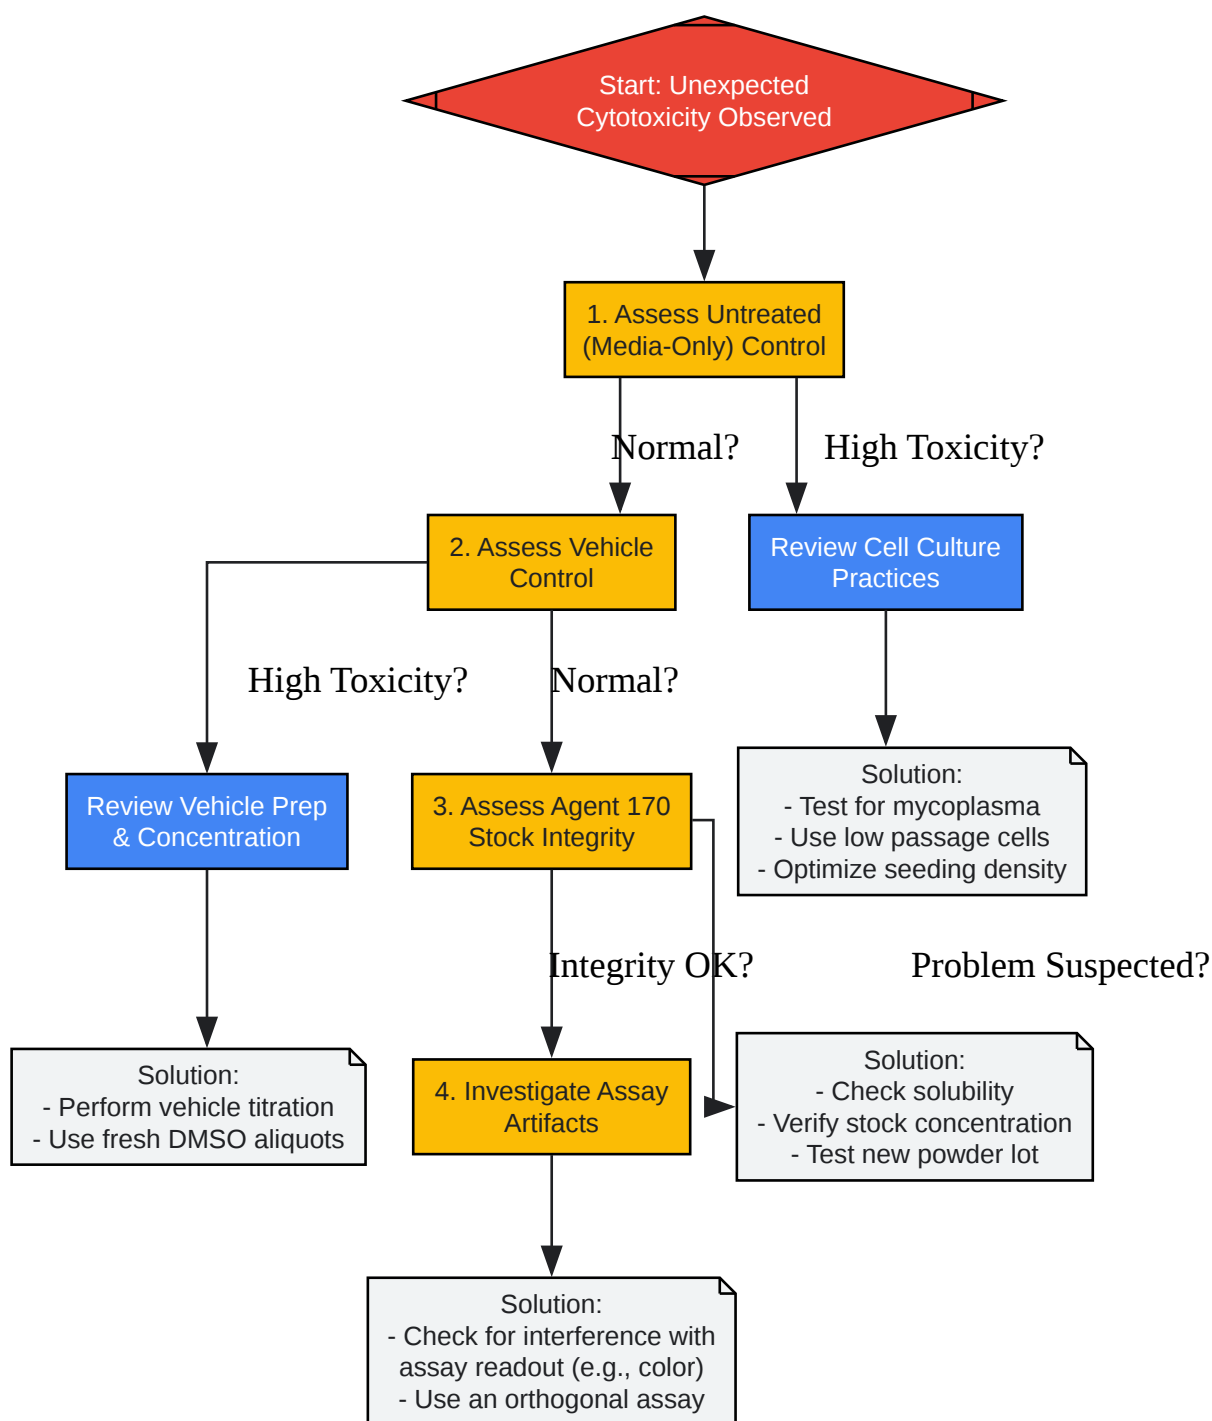 Start: Unexpected
Cytotoxicity Observed
1. Assess Untreated
(Media-Only) Control
Normal?
High Toxicity?
2. Assess Vehicle
Control
Review Cell Culture
Practices
High Toxicity?
Normal?
Review Vehicle Prep
& Concentration
3. Assess Agent 170
Stock Integrity
Solution:
- Test for mycoplasma
- Use low passage cells
- Optimize seeding density
Integrity OK?
Problem Suspected?
Solution:
- Perform vehicle titration
- Use fresh DMSO aliquots
4. Investigate Assay
Artifacts
Solution:
- Check solubility
- Verify stock concentration
- Test new powder lot
Solution:
- Check for interference with
assay readout (e.g., color)
- Use an orthogonal assay